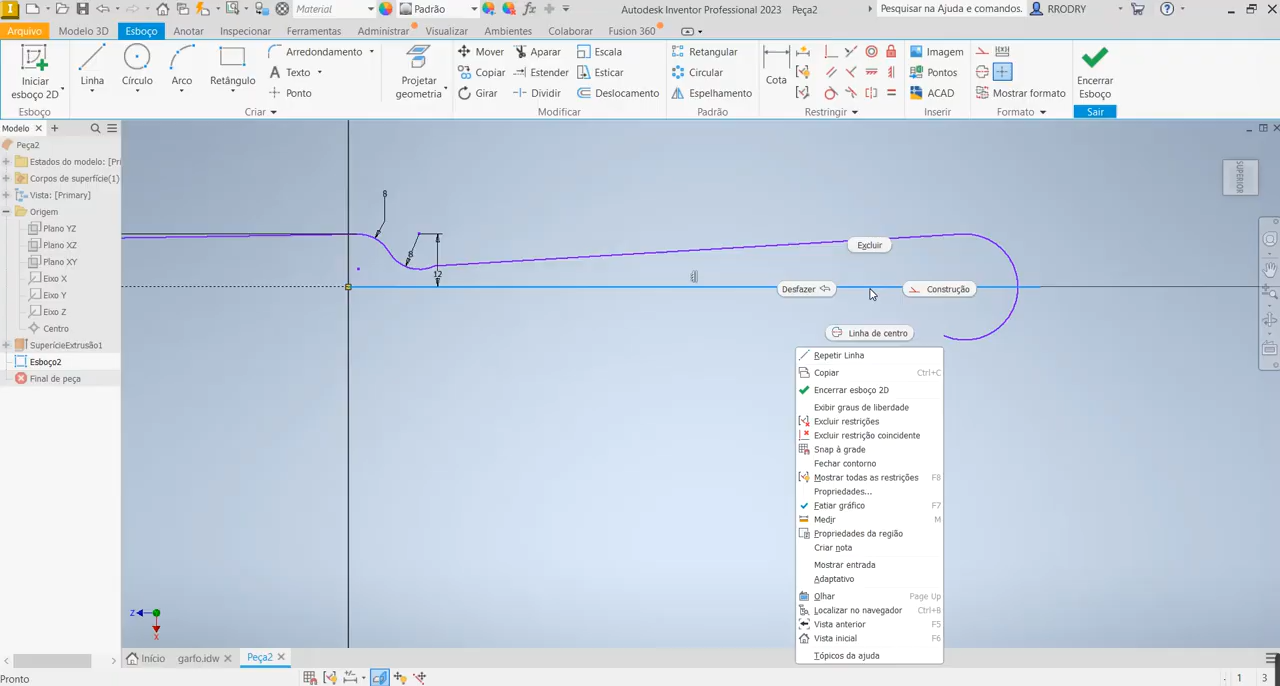 Material
Padrão
Autodesk Inventor Professional 2023 Peça2
Pesquisar na Ajuda e comandos.
RRODRY
Arquivo Modelo 3D Esboço Anotar Inspecionar Ferramentas Administrar Visualizar Ambientes Colaborar Fusion 360
Iniciar
esboço 2D
Linha
Círculo
Arco
Retângulo
Arredondamento
Texto
Ponto
Projetar
geometria
Mover
Copiar
Girar
Aparar
Estender
Dividir
Escala
Esticar
Deslocamento
Retangular
Circular
Espelhamento
Cota
Imagem
Pontos
ACAD
Mostrar formato
Encerrar
Esboço
Esboço Criar Modificar Padrão Restringir Inserir Formato Sair
Modelo
Peça2
Estados do modelo: [Pri
Corpos de superfície(1)
Vista: [Primary]
Origem
Plano YZ
Plano XZ
Plano XY
Eixo X
Eixo Y
Eixo Z
Centro
SuperícieExtrusão1
Esboço2
Final de peça
SUPERIOR
8
8
12
Excluir
Desfazer
Construção
Linha de centro
Repetir Linha
Copiar Ctrl+C
Encerrar esboço 2D
Exibir graus de liberdade
Excluir restrições
Excluir restrição coincidente
Snap à grade
Fechar contorno
Mostrar todas as restrições F8
Propriedades...
Fatiar gráfico F7
Medir M
Propriedades da região
Criar nota
Mostrar entrada
Adaptativo
Olhar Page Up
Localizar no navegador Ctrl+B
Vista anterior F5
Vista inicial F6
Tópicos da ajuda
Z
X
Início garfo.idw Peça2
Pronto
1 3